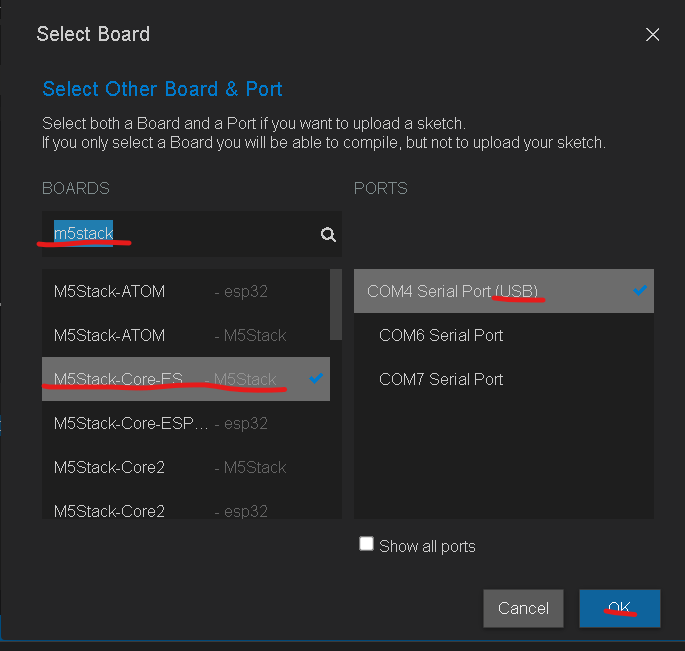 Select Board
Select Other Board & Port
Select both a Board and a Port if you want to upload a sketch.
If you only select a Board you will be able to compile, but not to upload your sketch.
BOARDS
PORTS
m5stack
M5Stack-ATOM - esp32
M5Stack-ATOM - M5Stack
M5Stack-Core-ES... - M5Stack
M5Stack-Core-ESP... - esp32
M5Stack-Core2 - M5Stack
M5Stack-Core2 - esp32
COM4 Serial Port (USB)
COM6 Serial Port
COM7 Serial Port
Show all ports
Cancel
OK